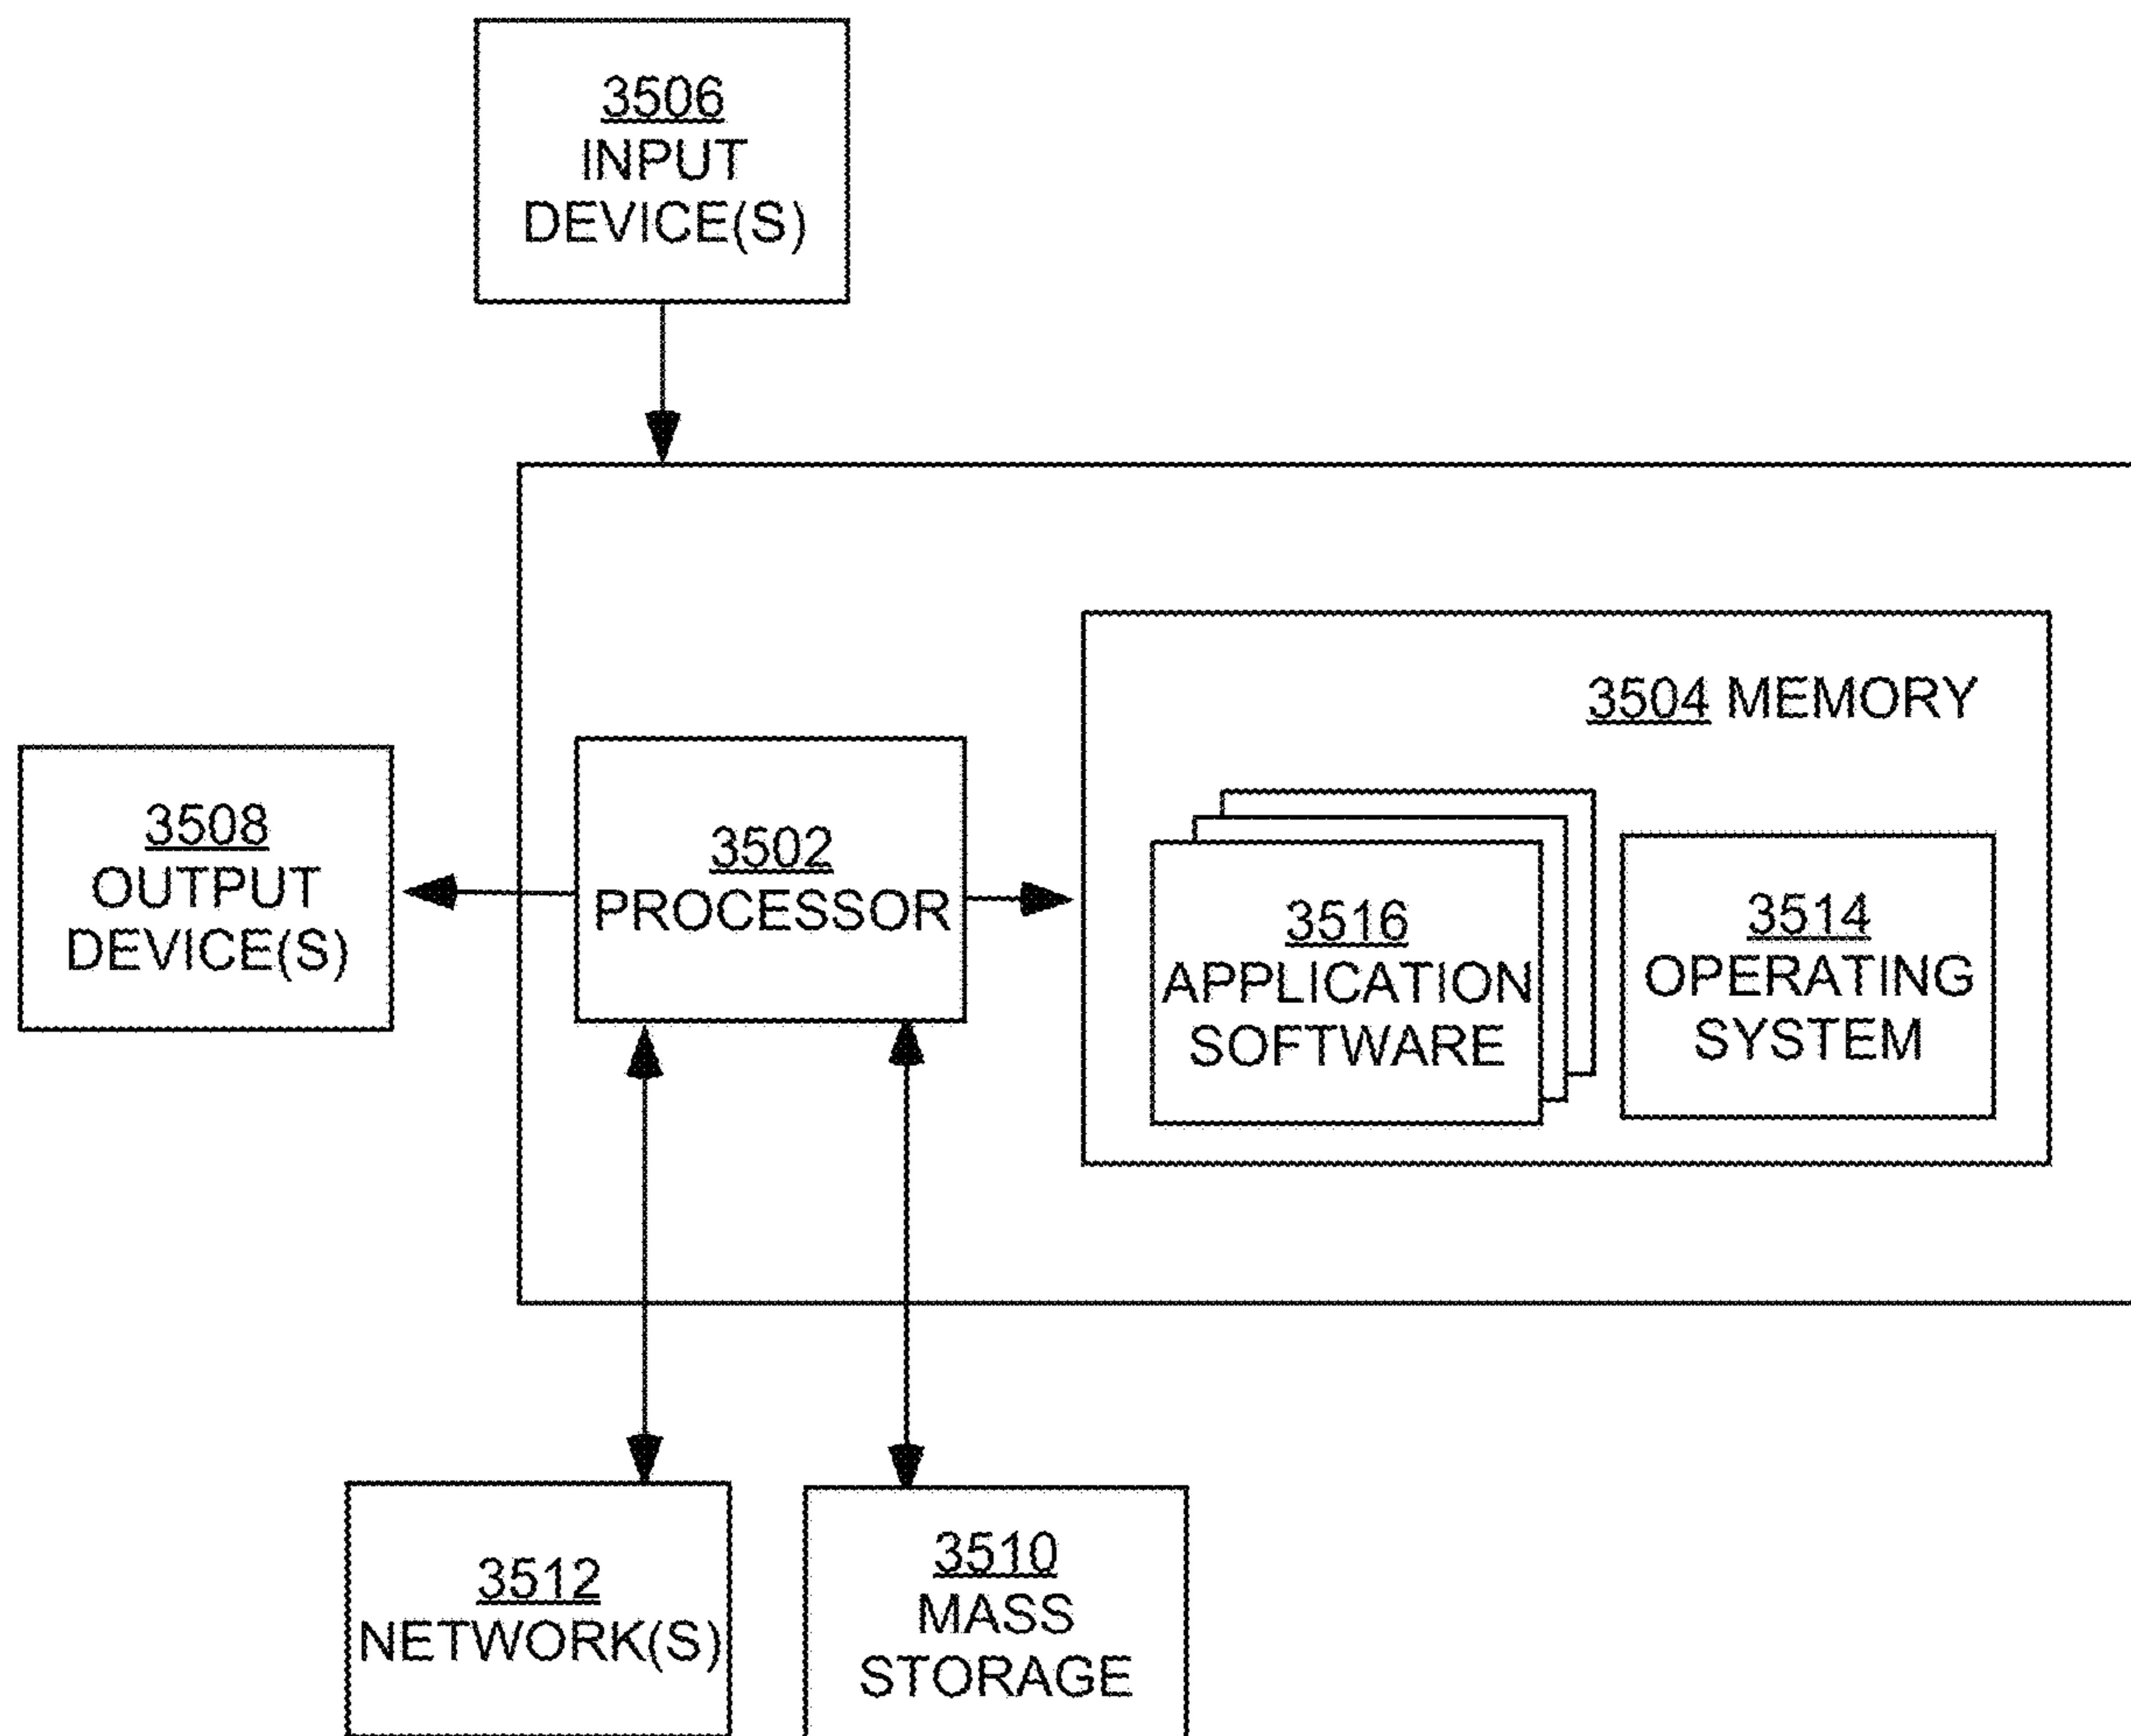 3506
INPUT
DEVICE(S)
3504 MEMORY
3508
OUTPUT
DEVICE(S)
3502
PROCESSOR
3516
APPLICATION
SOFTWARE
3514
OPERATING
SYSTEM
3512
NETWORK(S)
3510
MASS
STORAGE